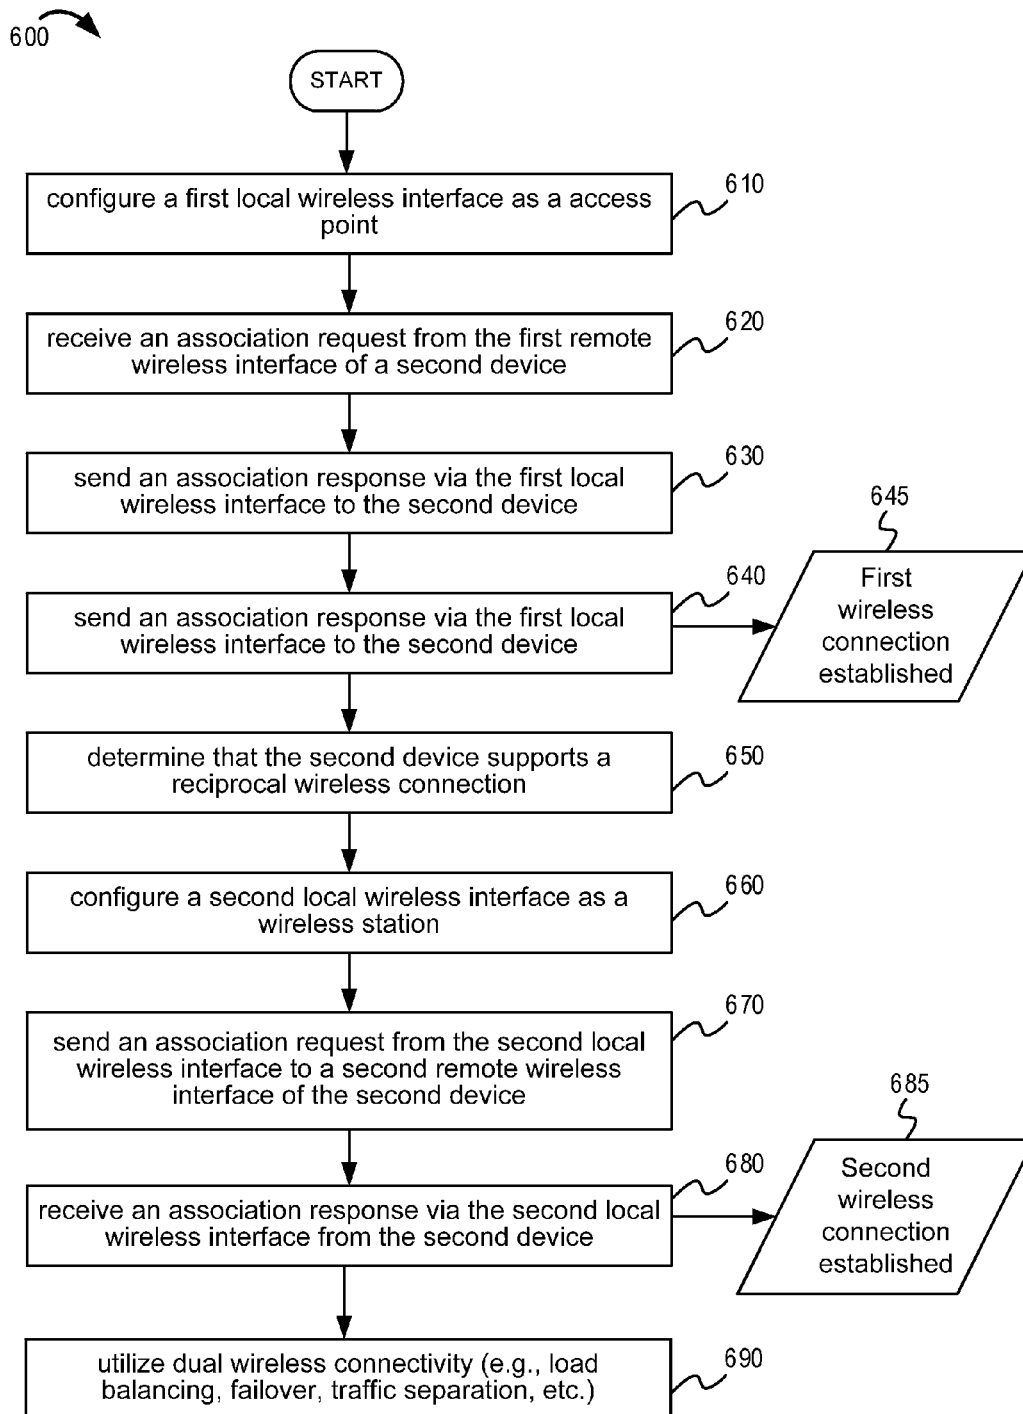 600
START
configure a first local wireless interface as a access
point
610
receive an association request from the first remote
wireless interface of a second device
620
send an association response via the first local
wireless interface to the second device
630
send an association response via the first local
wireless interface to the second device
640
645
First
wireless
connection
established
determine that the second device supports a
reciprocal wireless connection
650
configure a second local wireless interface as a
wireless station
660
send an association request from the second local
wireless interface to a second remote wireless
interface of the second device
670
receive an association response via the second local
wireless interface from the second device
680
685
Second
wireless
connection
established
utilize dual wireless connectivity (e.g., load
balancing, failover, traffic separation, etc.)
690